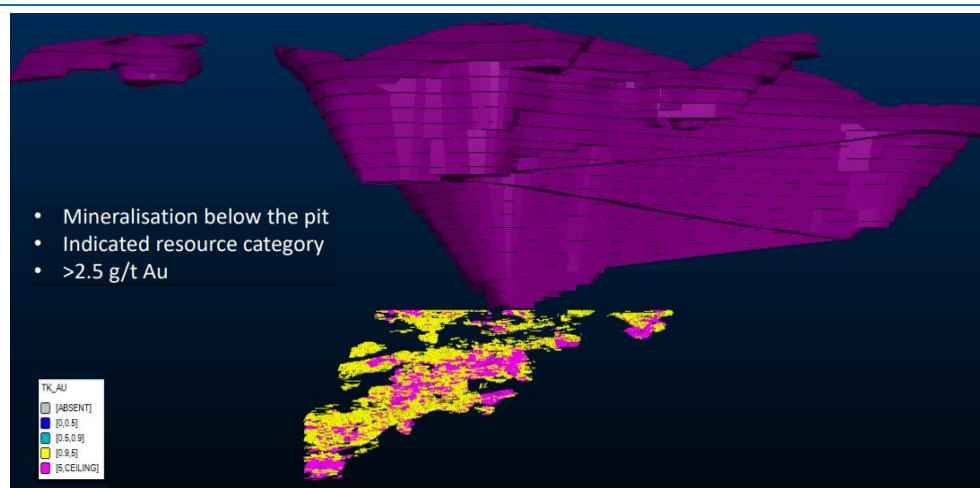 • Mineralisation below the pit
• Indicated resource category
• >2.5 g/t Au
TK_AU
[ABSENT]
[0,0.5]
[0.5,0.9]
[0.9,5]
[5,CEILING]